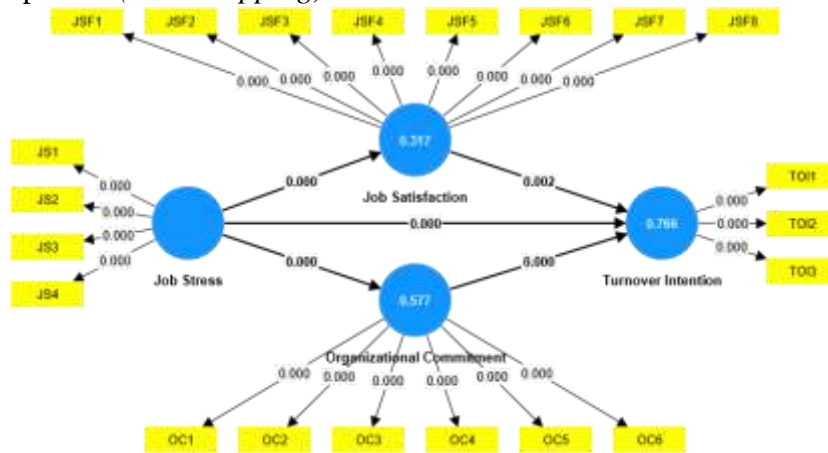 JSF1 JSF2 JSF3 JSF4 JSF5 JSF6 JSF7 JSF8
0.000 0.000 0.000 0.000 0.000 0.000 0.000 0.000
0.317
Job Satisfaction
JS1
JS2
JS3
JS4
0.000
0.000
0.000
0.000
Job Stress
0.000
0.002
0.000
0.000
0.000
0.766
Turnover Intention
0.000
0.000
0.000
TOI1
TOI2
TOI3
0.577
Organizational Commitment
0.000 0.000 0.000 0.000 0.000 0.000
OC1 OC2 OC3 OC4 OC5 OC6